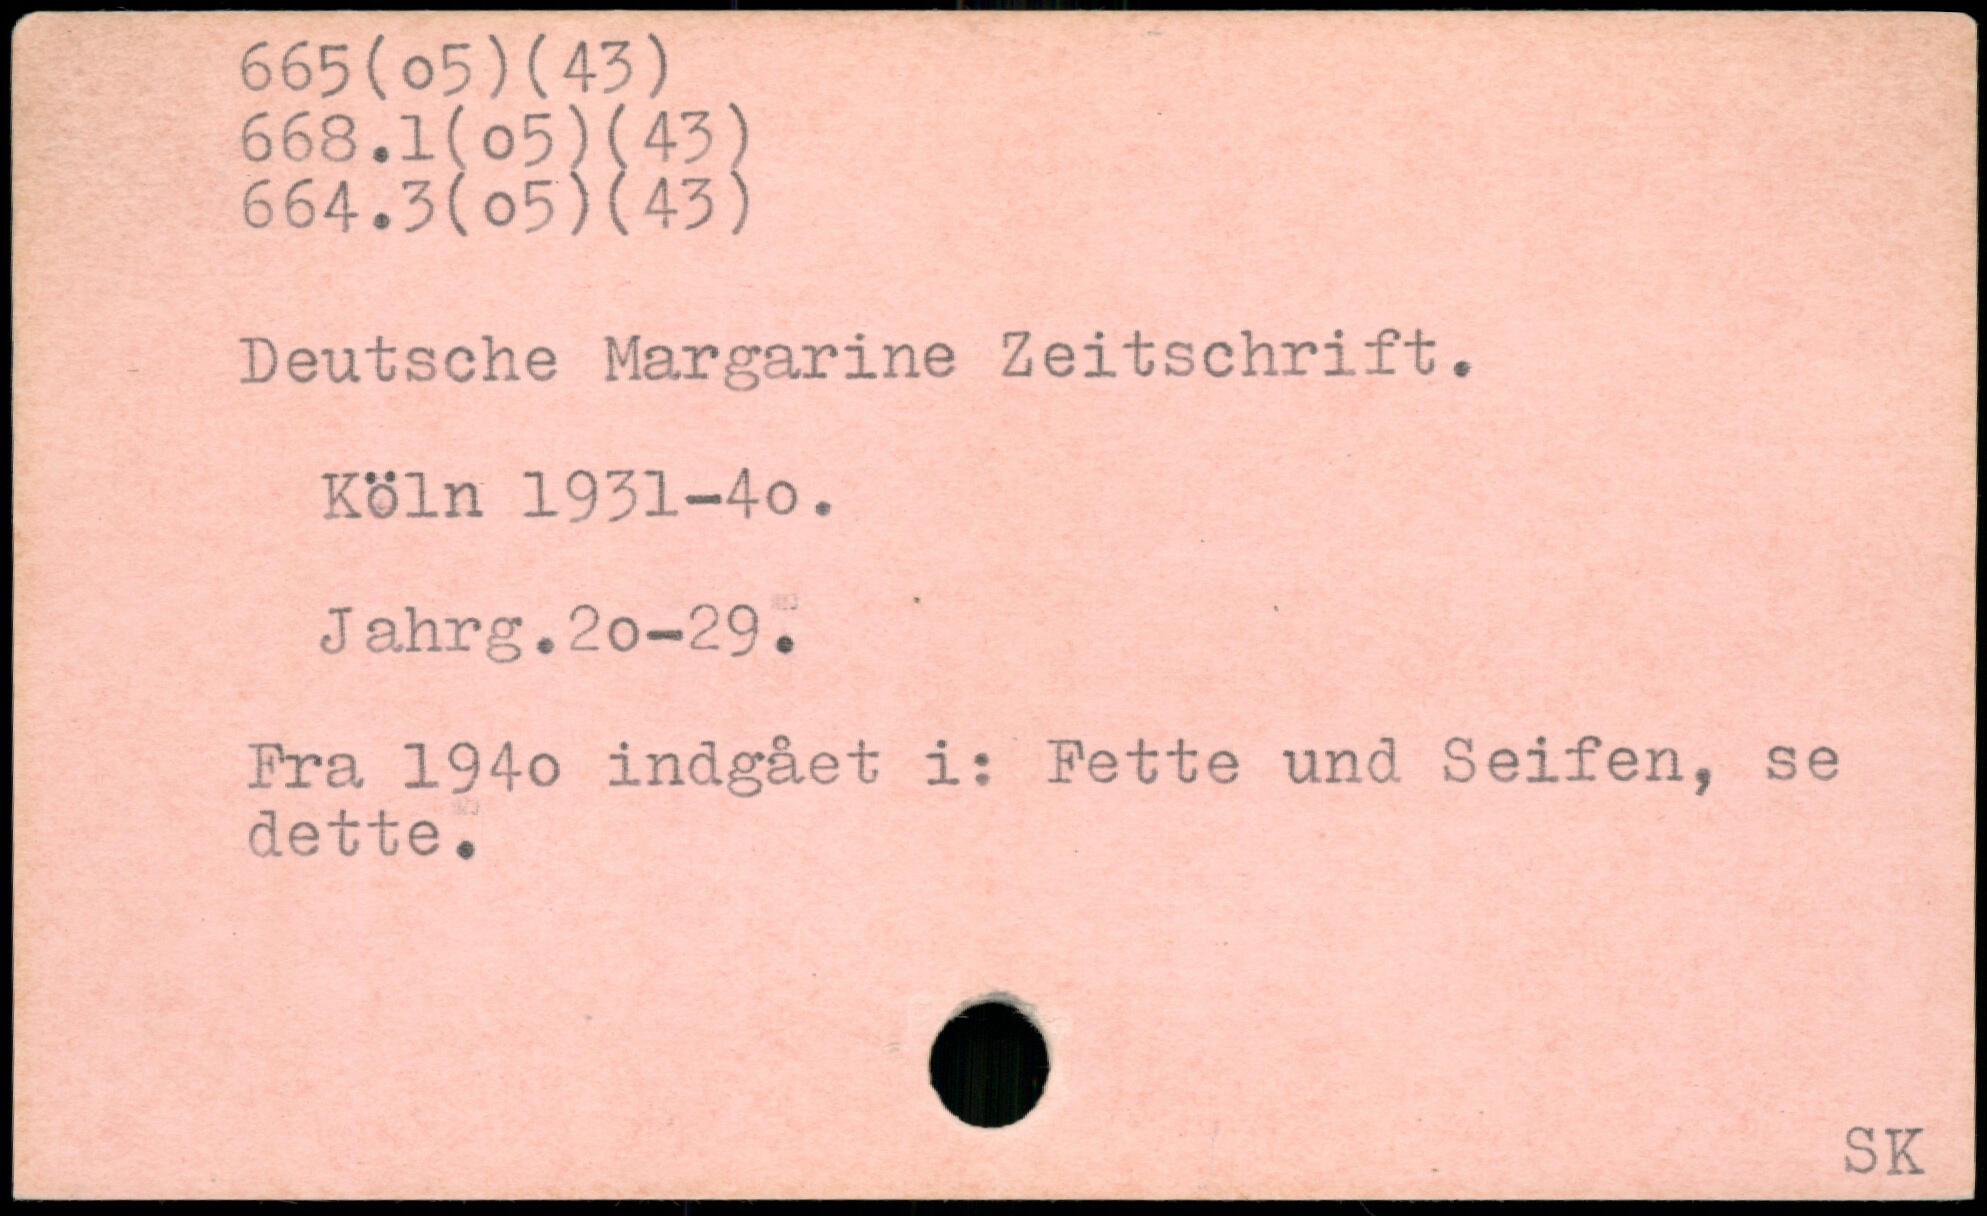 665(o5)(43)
668.1(o5)(43)
664.3(o5)(43)
Deutsche Margarine Zeitschrift.
Köln 1931-4o.
Jahrg.2o-29.
Fra 194o indgået i: Fette und Seifen, se
dette.
SK